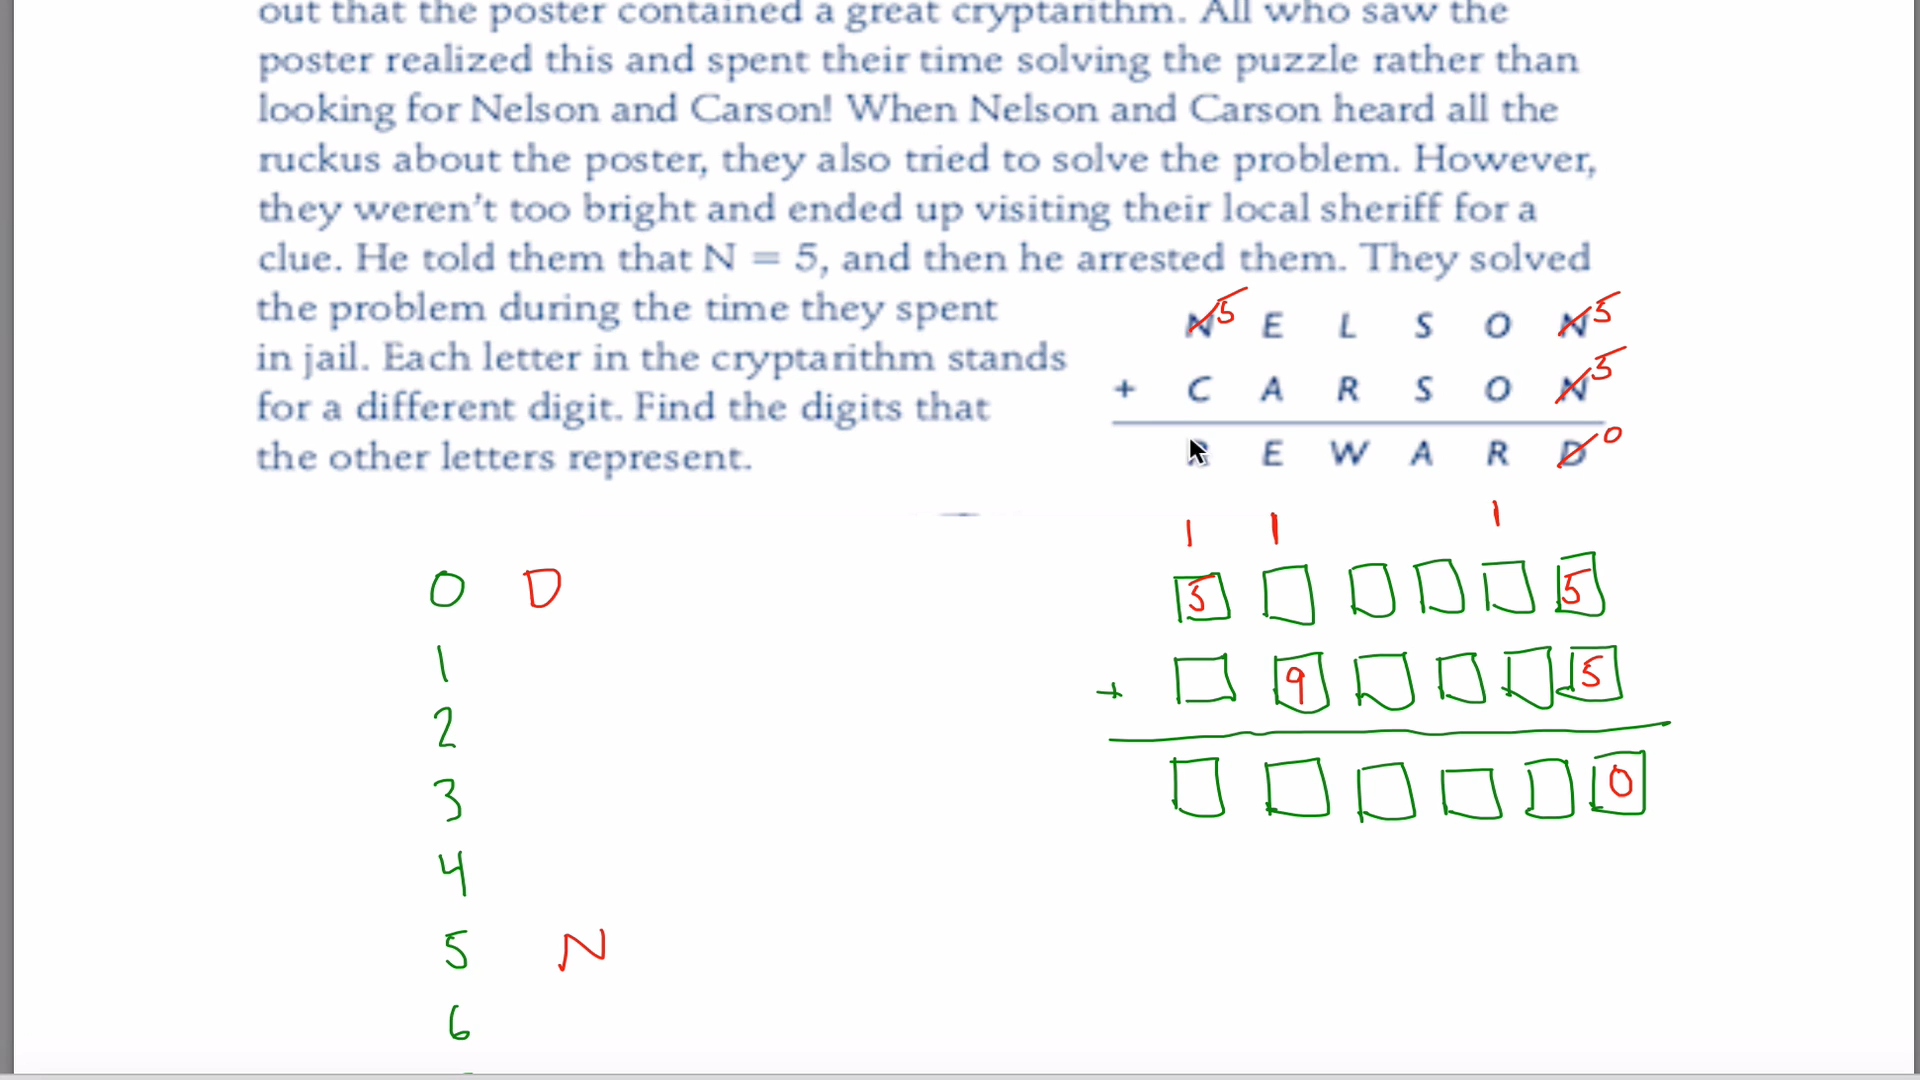 out that the poster contained a great cryptarithm. All who saw the
poster realized this and spent their time solving the puzzle rather than
looking for Nelson and Carson! When Nelson and Carson heard all the
ruckus about the poster, they also tried to solve the problem. However,
they weren't too bright and ended up visiting their local sheriff for a
clue. He told them that N = 5, and then he arrested them. They solved
the problem during the time they spent
in jail. Each letter in the cryptarithm stands
for a different digit. Find the digits that
the other letters represent.
N 5 E L S O N 5
+ C A R S O N 5
R E W A R D 0
1 1 1
5 5
+ 9 5
0
0 D
1
2
3
4
5 N
6